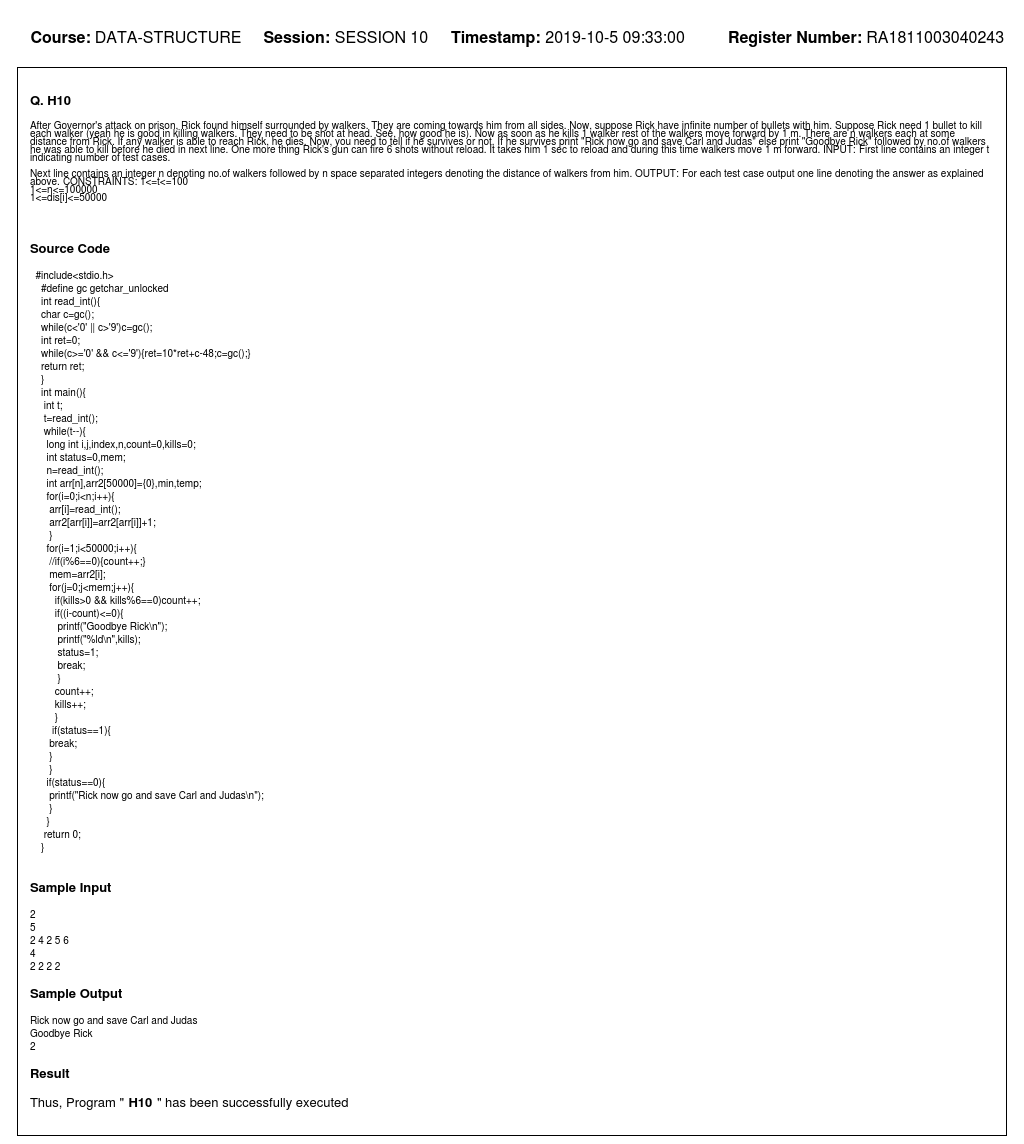 Course: DATA-STRUCTURE Session: SESSION 10 Timestamp: 2019-10-5 09:33:00 Register Number: RA1811003040243
Q. H10
After Governor's attack on prison, Rick found himself surrounded by walkers. They are coming towards him from all sides. Now, suppose Rick have infinite number of bullets with him. Suppose Rick need 1 bullet to kill
each walker (yeah he is good in killing walkers. They need to be shot at head. See, how good he is). Now as soon as he kills 1 walker rest of the walkers move forward by 1 m. There are n walkers each at some
distance from Rick. If any walker is able to reach Rick, he dies. Now, you need to tell if he survives or not. If he survives print "Rick now go and save Carl and Judas" else print "Goodbye Rick" followed by no.of walkers
he was able to kill before he died in next line. One more thing Rick's gun can fire 6 shots without reload. It takes him 1 sec to reload and during this time walkers move 1 m forward. INPUT: First line contains an integer t
indicating number of test cases.
Next line contains an integer n denoting no.of walkers followed by n space separated integers denoting the distance of walkers from him. OUTPUT: For each test case output one line denoting the answer as explained
above. CONSTRAINTS: 1<=t<=100
1<=n<=100000
1<=dis[i]<=50000
Source Code
#include<stdio.h>
#define gc getchar_unlocked
int read_int(){
char c=gc();
while(c<'0' || c>'9')c=gc();
int ret=0;
while(c>='0' && c<='9'){ret=10*ret+c-48;c=gc();}
return ret;
}
int main(){
int t;
t=read_int();
while(t--){
long int i,j,index,n,count=0,kills=0;
int status=0,mem;
n=read_int();
int arr[n],arr2[50000]={0},min,temp;
for(i=0;i<n;i++){
arr[i]=read_int();
arr2[arr[i]]=arr2[arr[i]]+1;
}
for(i=1;i<50000;i++){
//if(i%6==0){count++;}
mem=arr2[i];
for(j=0;j<mem;j++){
if(kills>0 && kills%6==0)count++;
if((i-count)<=0){
printf("Goodbye Rick\n");
printf("%ld\n",kills);
status=1;
break;
}
count++;
kills++;
}
if(status==1){
break;
}
}
if(status==0){
printf("Rick now go and save Carl and Judas\n");
}
}
return 0;
}
Sample Input
2
5
2 4 2 5 6
4
2 2 2 2
Sample Output
Rick now go and save Carl and Judas
Goodbye Rick
2
Result
Thus, Program " H10 " has been successfully executed